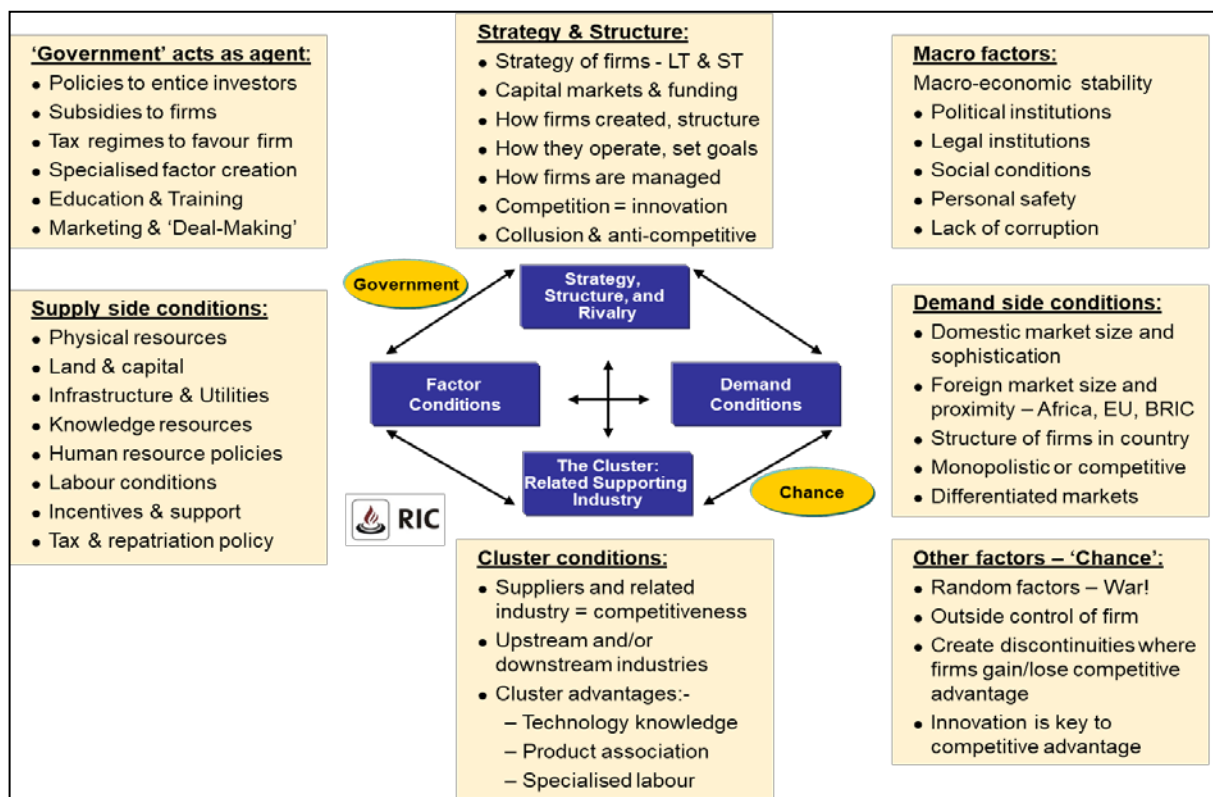 'Government' acts as agent:
• Policies to entice investors
• Subsidies to firms
• Tax regimes to favour firm
• Specialised factor creation
• Education & Training
• Marketing & 'Deal-Making'
Strategy & Structure:
• Strategy of firms - LT & ST
• Capital markets & funding
• How firms created, structure
• How they operate, set goals
• How firms are managed
• Competition = innovation
• Collusion & anti-competitive
Macro factors:
Macro-economic stability
• Political institutions
• Legal institutions
• Social conditions
• Personal safety
• Lack of corruption
Supply side conditions:
• Physical resources
• Land & capital
• Infrastructure & Utilities
• Knowledge resources
• Human resource policies
• Labour conditions
• Incentives & support
• Tax & repatriation policy
Government
Strategy,
Structure, and
Rivalry
Factor
Conditions
Demand
Conditions
The Cluster:
Related Supporting
Industry
Chance
RIC
Demand side conditions:
• Domestic market size and
sophistication
• Foreign market size and
proximity – Africa, EU, BRIC
• Structure of firms in country
• Monopolistic or competitive
• Differentiated markets
Cluster conditions:
• Suppliers and related
industry = competitiveness
• Upstream and/or
downstream industries
• Cluster advantages:-
– Technology knowledge
– Product association
– Specialised labour
Other factors – 'Chance':
• Random factors – War!
• Outside control of firm
• Create discontinuities where
firms gain/lose competitive
advantage
• Innovation is key to
competitive advantage